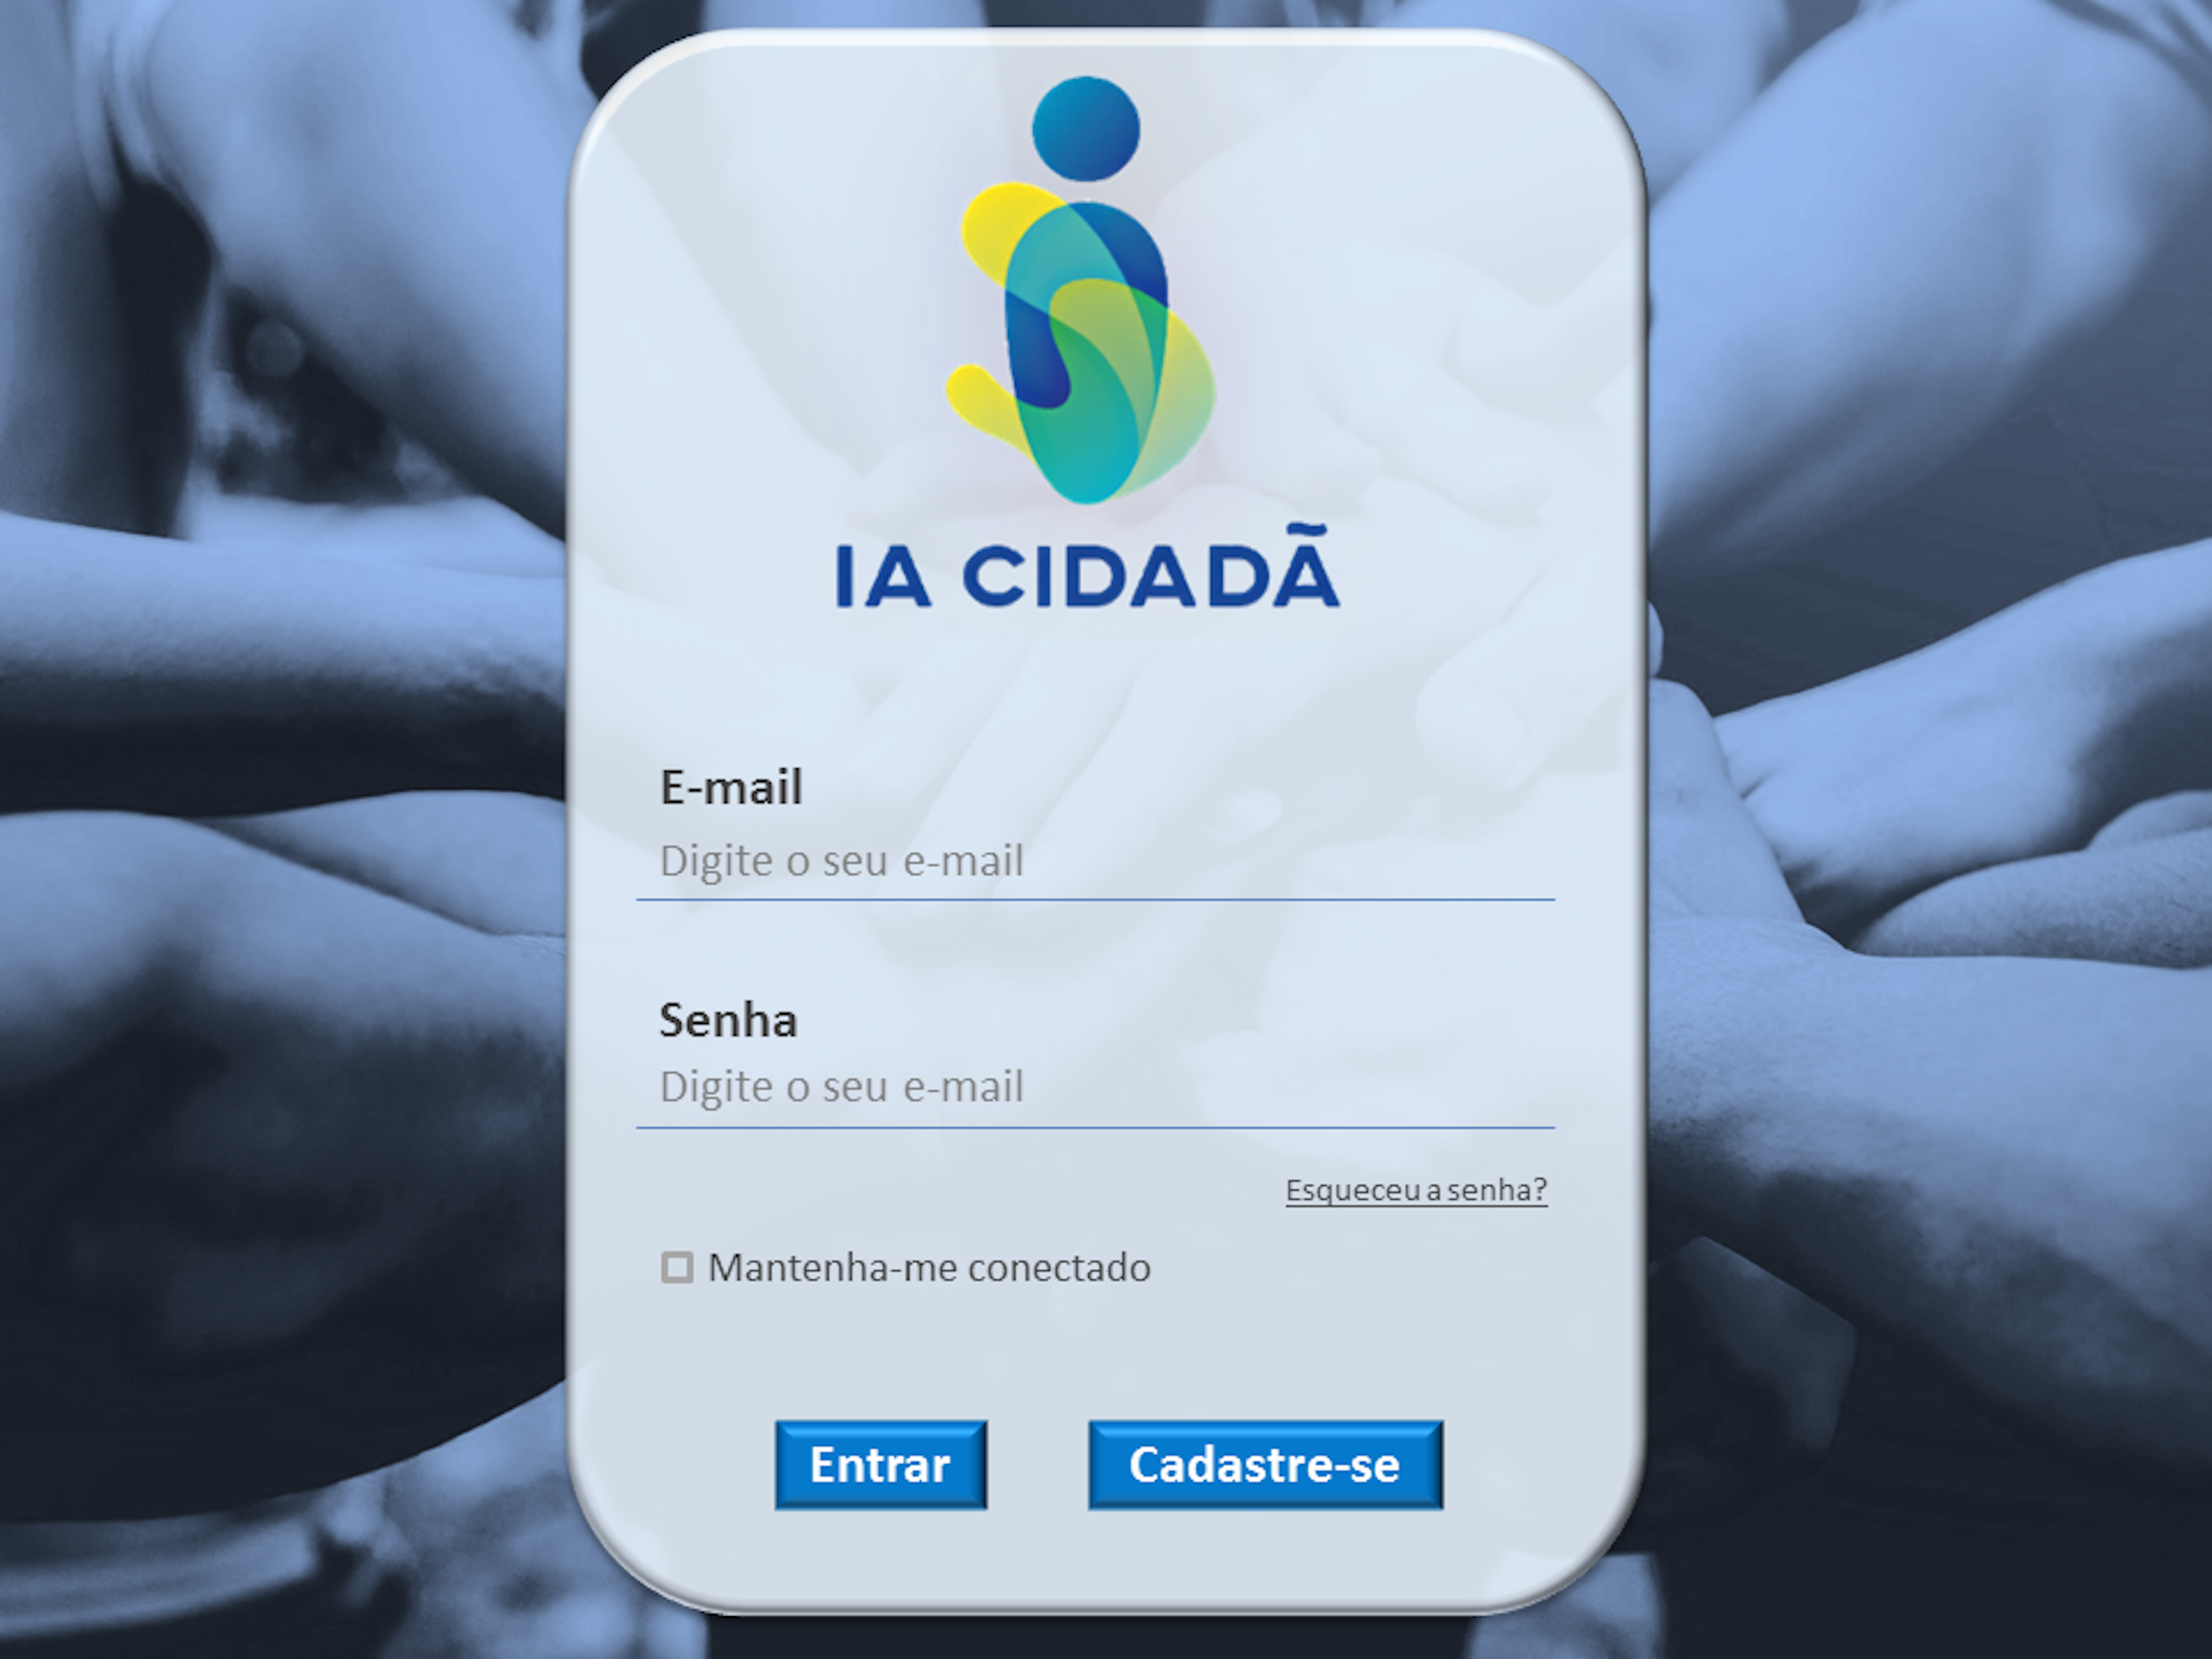 IA CIDADÃ
E-mail
Digite o seu e-mail
Senha
Digite o seu e-mail
Esqueceu a senha?
Mantenha-me conectado
Entrar
Cadastre-se